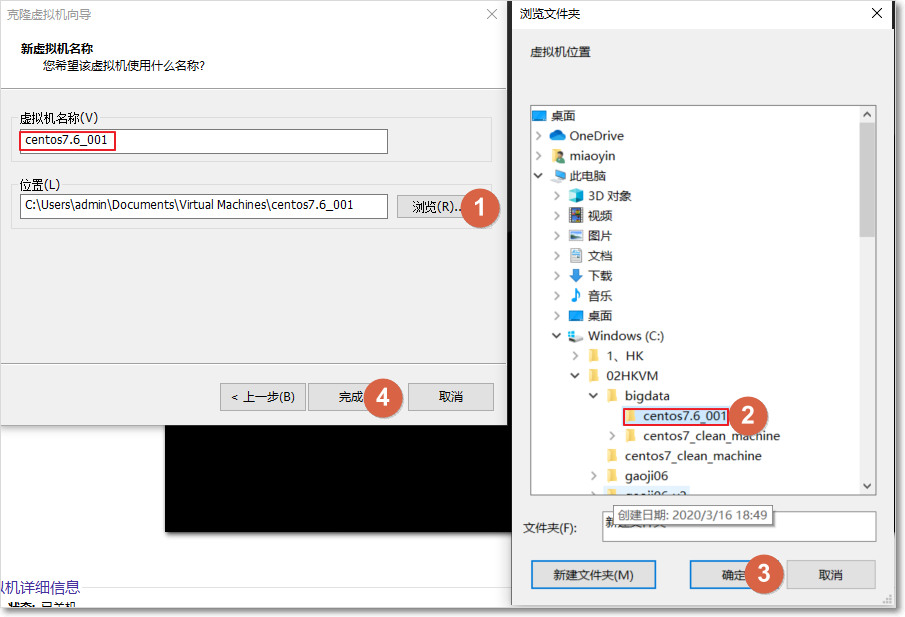 克隆虚拟机向导
新虚拟机名称
您希望该虚拟机使用什么名称?
虚拟机名称(V)
centos7.6_001
位置(L)
C:\Users\admin\Documents\Virtual Machines\centos7.6_001
浏览(R)..
1
< 上一步(B)
完成
4
取消
机详细信息
浏览文件夹
虚拟机位置
桌面
OneDrive
miaoyin
此电脑
3D 对象
视频
图片
文档
下载
音乐
桌面
Windows (C:)
1、HK
02HKVM
bigdata
centos7.6_001
2
centos7_clean_machine
centos7_clean_machine
gaoji06
文件夹(F):
创建日期: 2020/3/16 18:49
新建文件夹(M)
确定
3
取消